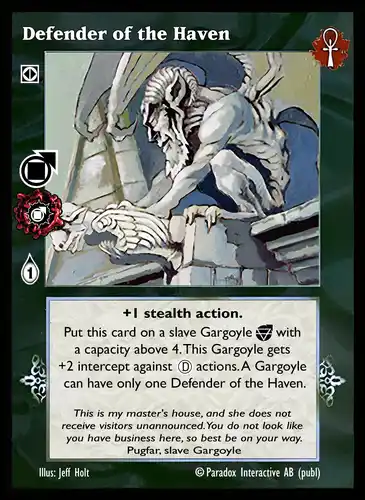 Defender of the Haven
1
+1 stealth action.
Put this card on a slave Gargoyle with
a capacity above 4. This Gargoyle gets
+2 intercept against Ⓓ actions. A Gargoyle
can have only one Defender of the Haven.
This is my master's house, and she does not
receive visitors unannounced. You do not look like
you have business here, so best be on your way.
Pugfar, slave Gargoyle
Illus: Jeff Holt © Paradox Interactive AB (publ)